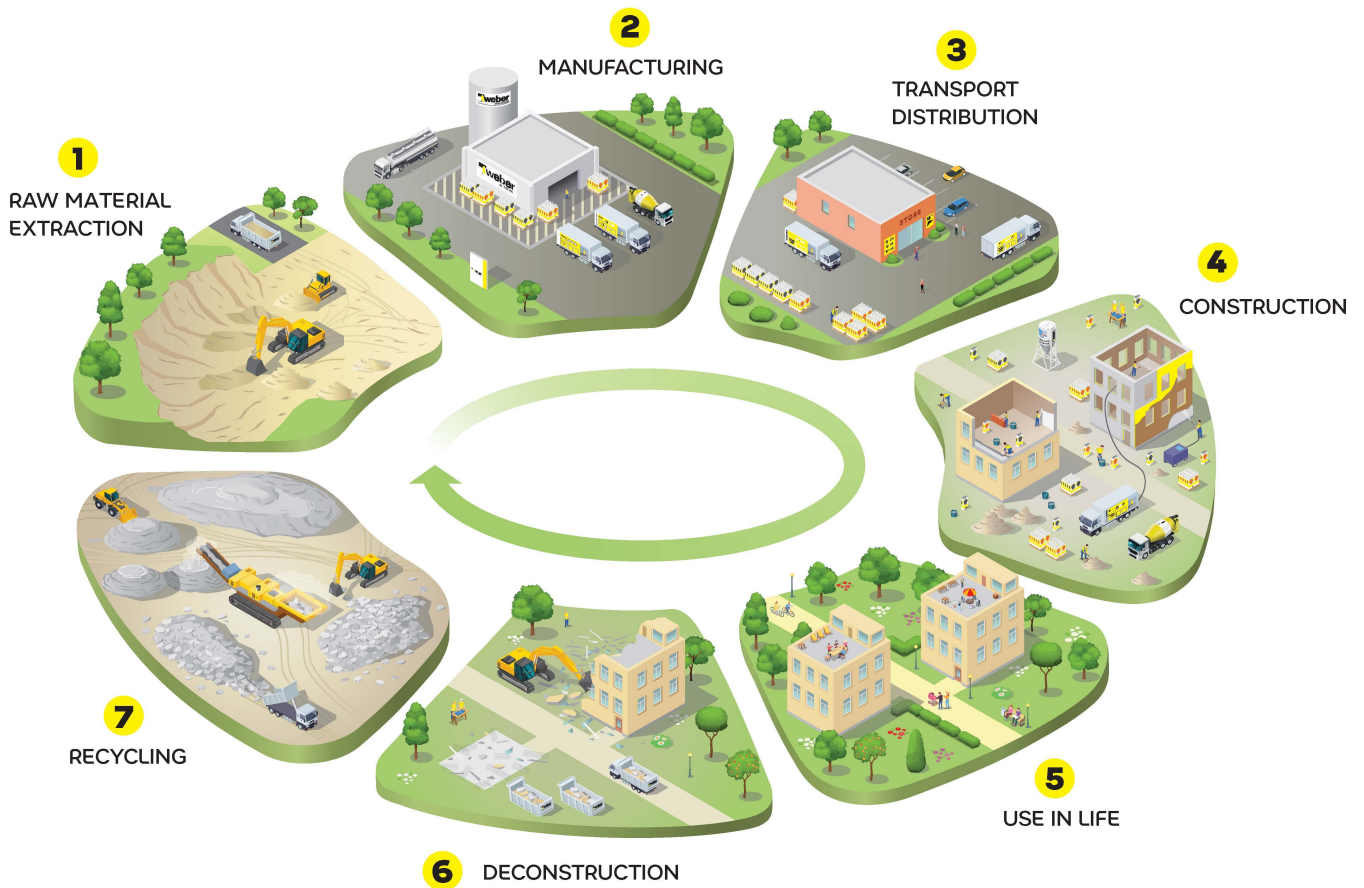 1
RAW MATERIAL
EXTRACTION
2
MANUFACTURING
weber
weber
3
TRANSPORT
DISTRIBUTION
STORE
4
CONSTRUCTION
5
USE IN LIFE
6
DECONSTRUCTION
7
RECYCLING